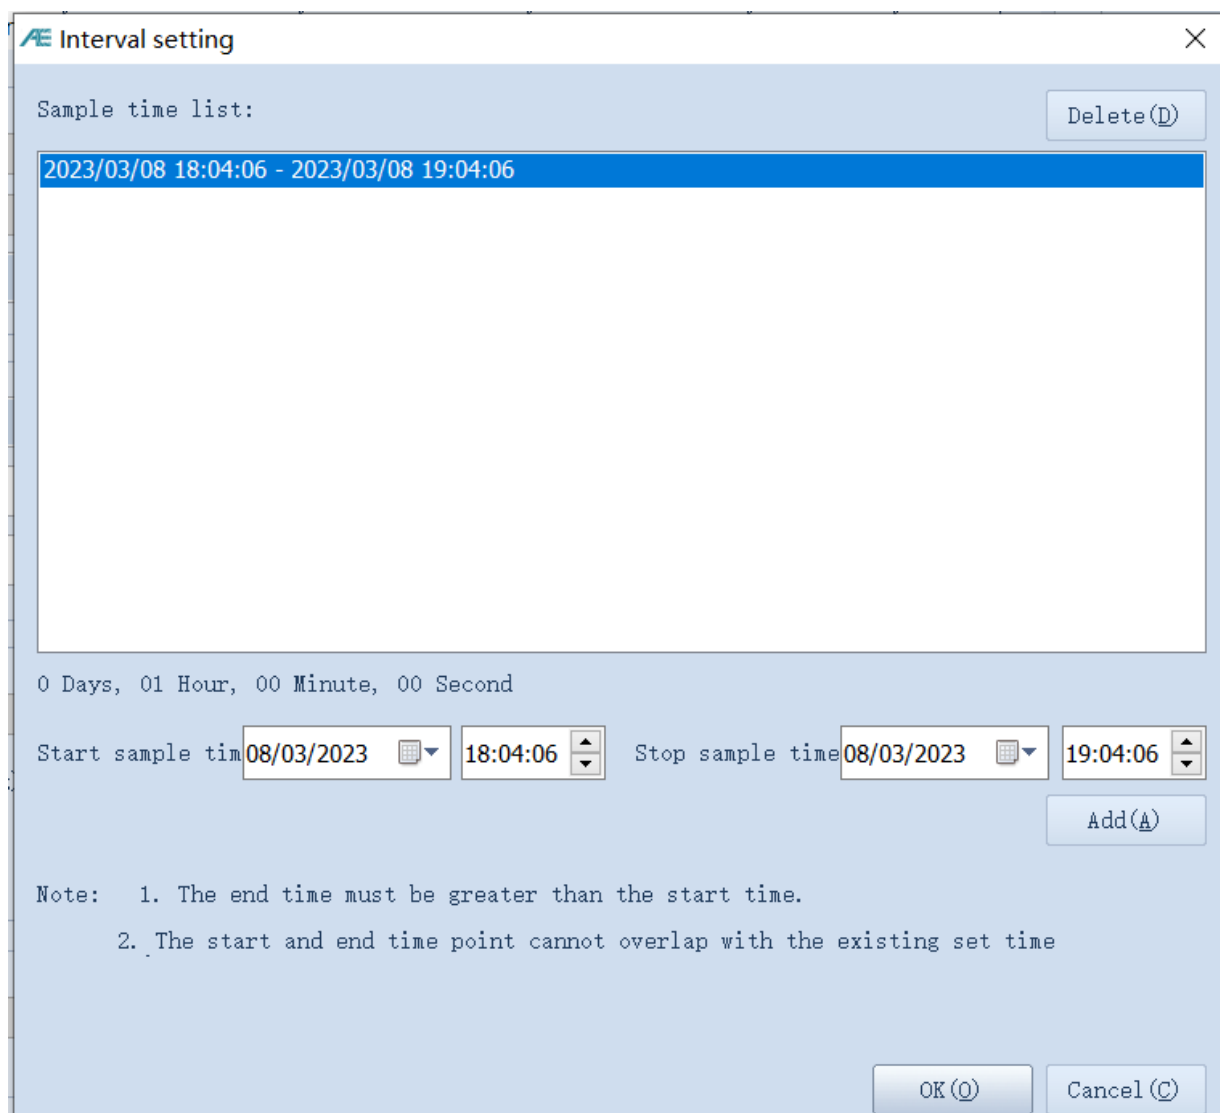 Interval setting
Sample time list:
Delete(D)
2023/03/08 18:04:06 - 2023/03/08 19:04:06
0 Days, 01 Hour, 00 Minute, 00 Second
Start sample tim 08/03/2023 18:04:06 Stop sample time 08/03/2023 19:04:06
Add(A)
Note: 1. The end time must be greater than the start time.
2. The start and end time point cannot overlap with the existing set time
OK(O) Cancel(C)